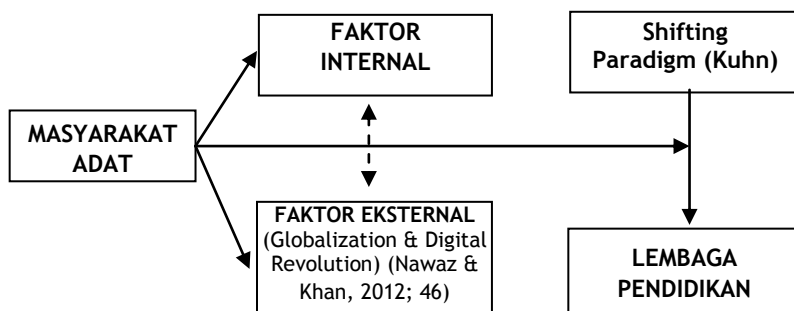 FAKTOR
INTERNAL
Shifting
Paradigm (Kuhn)
MASYARAKAT
ADAT
FAKTOR EKSTERNAL
(Globalization & Digital
Revolution) (Nawaz &
Khan, 2012; 46)
LEMBAGA
PENDIDIKAN